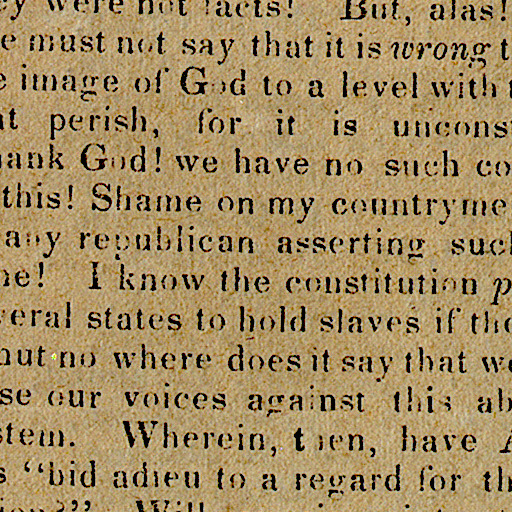 were not facts! But, alas!
must not say that it is wrong
image of God to a level with
perish, for it is uncons
hank God! we have no such co
this! Shame on my countryme
any republican asserting such
me! I know the constitution p
veral states to hold slaves if the
but no where does it say that we
se our voices against this ab
stem. Wherein, then, have A
s "bid adieu to a regard for th